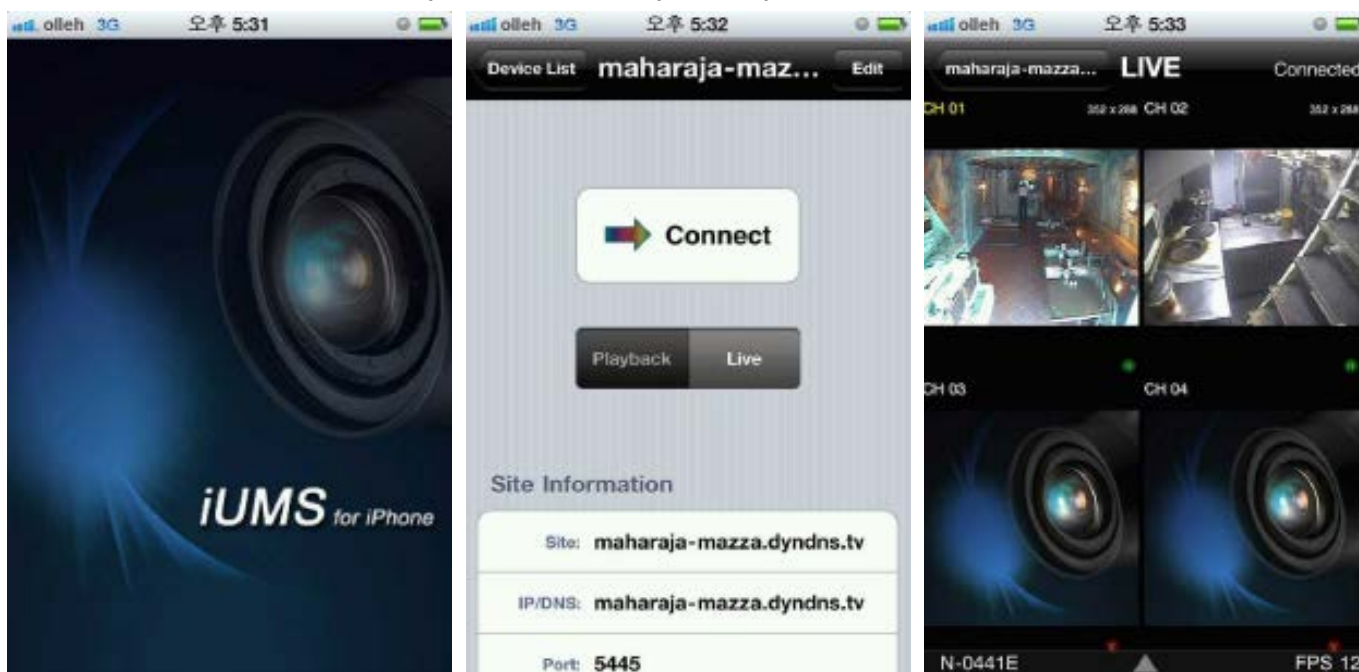 olleh 3G 오후 5:31
iUMS for iPhone
olleh 3G 오후 5:32
Device List maharaja-maz... Edit
Connect
Playback Live
Site Information
Site: maharaja-mazza.dyndns.tv
IP/DNS: maharaja-mazza.dyndns.tv
Port: 5445
olleh 3G 오후 5:33
maharaja-mazza... LIVE Connected
CH 01 352 x 288 CH 02 352 x 288
CH 03 CH 04
N-0441E FPS 12